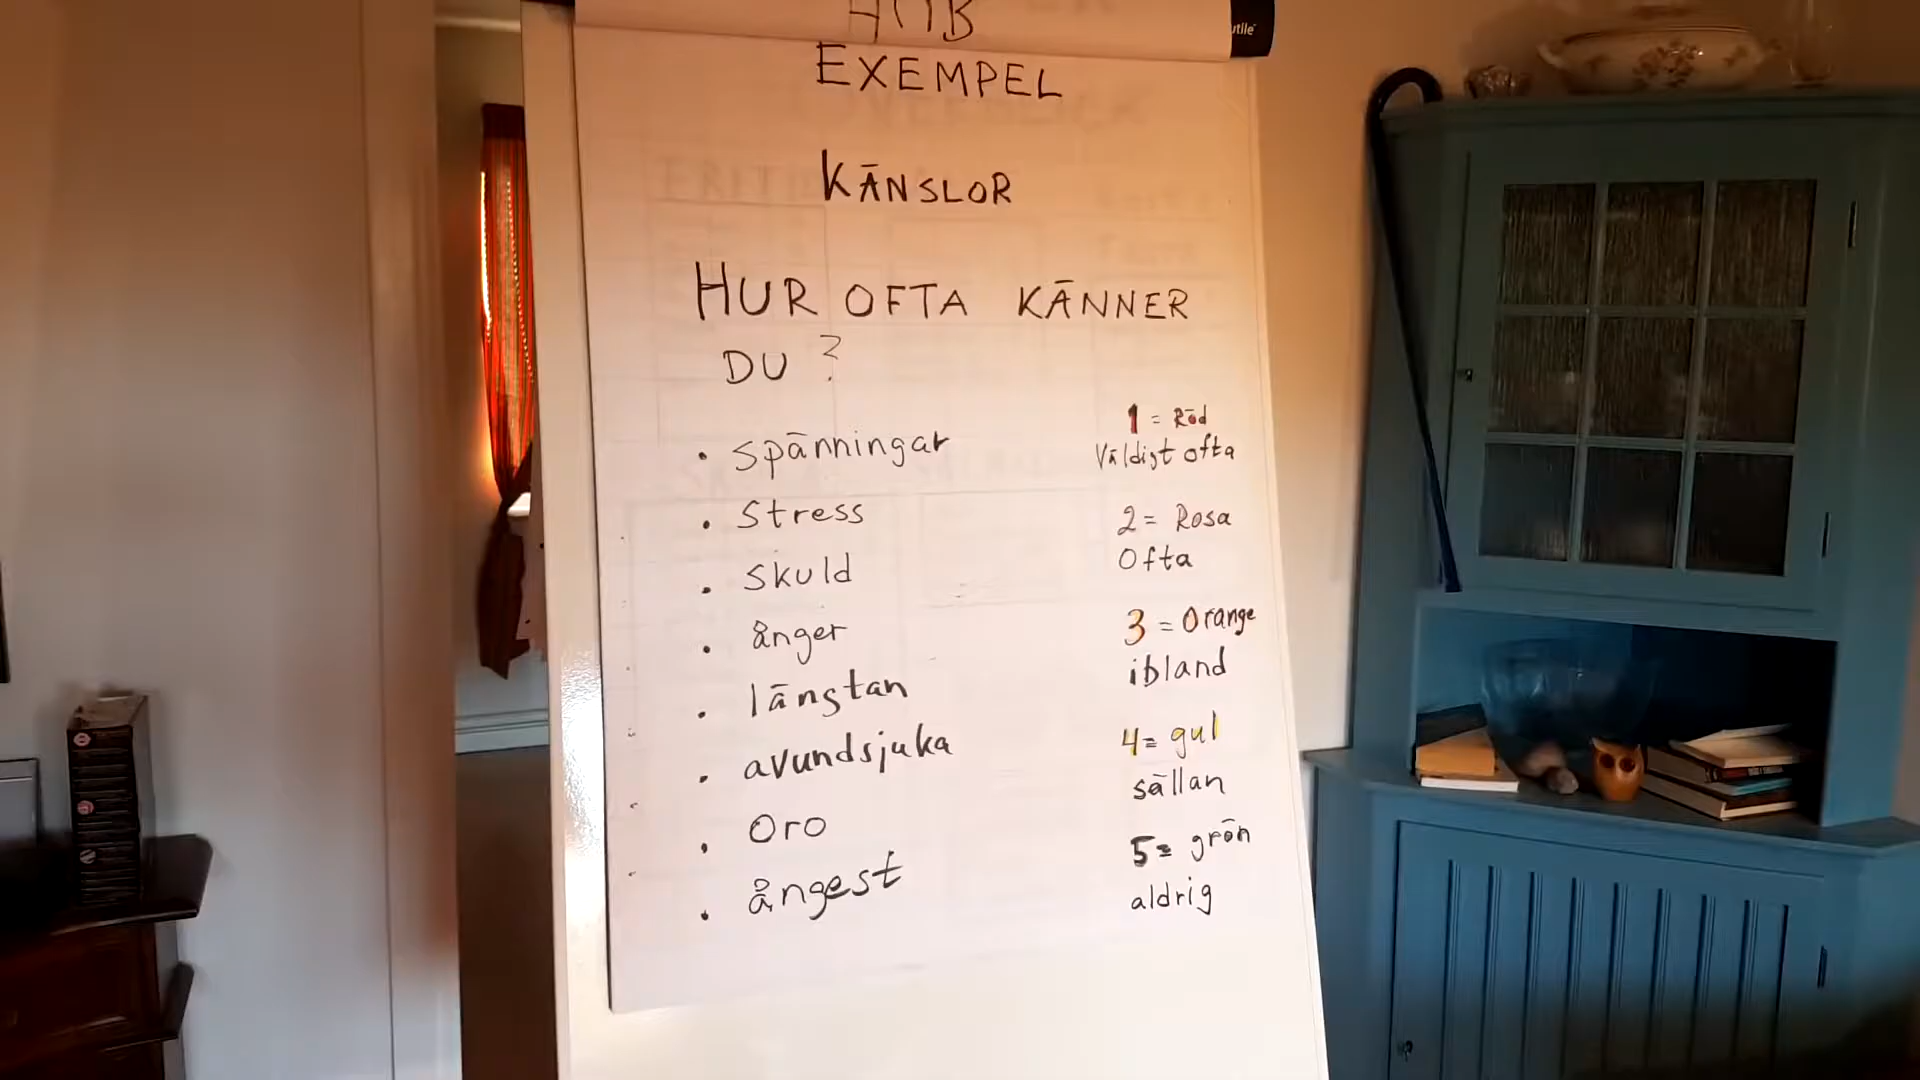 HUB
EXEMPEL
KÄNSLOR
HUR OFTA KÄNNER
DU?
• Spänningar
• Stress
• Skuld
• ånger
• längtan
• avundsjuka
• Oro
• ångest
1 = Röd
Väldigt ofta
2 = Rosa
Ofta
3 = Orange
ibland
4 = gul
sällan
5 = grön
aldrig